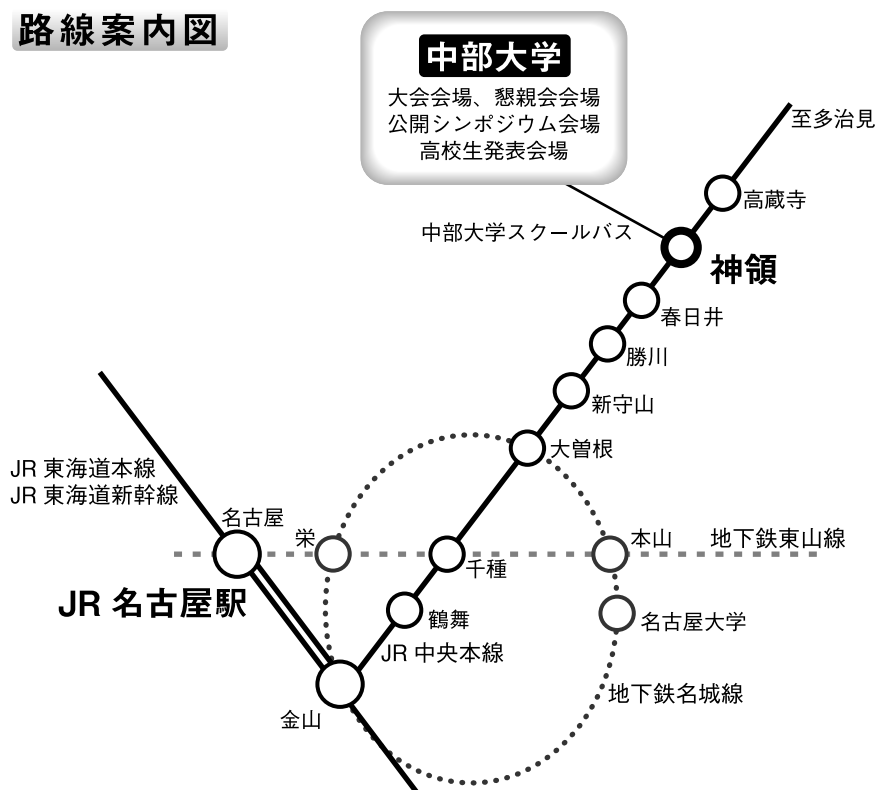 路線案内図
中部大学
大会会場、懇親会会場
公開シンポジウム会場
高校生発表会場
至多治見
高蔵寺
中部大学スクールバス
神領
春日井
勝川
新守山
大曽根
JR 東海道本線
JR 東海道新幹線
名古屋
栄
本山
地下鉄東山線
千種
JR 名古屋駅
鶴舞
名古屋大学
JR 中央本線
地下鉄名城線
金山